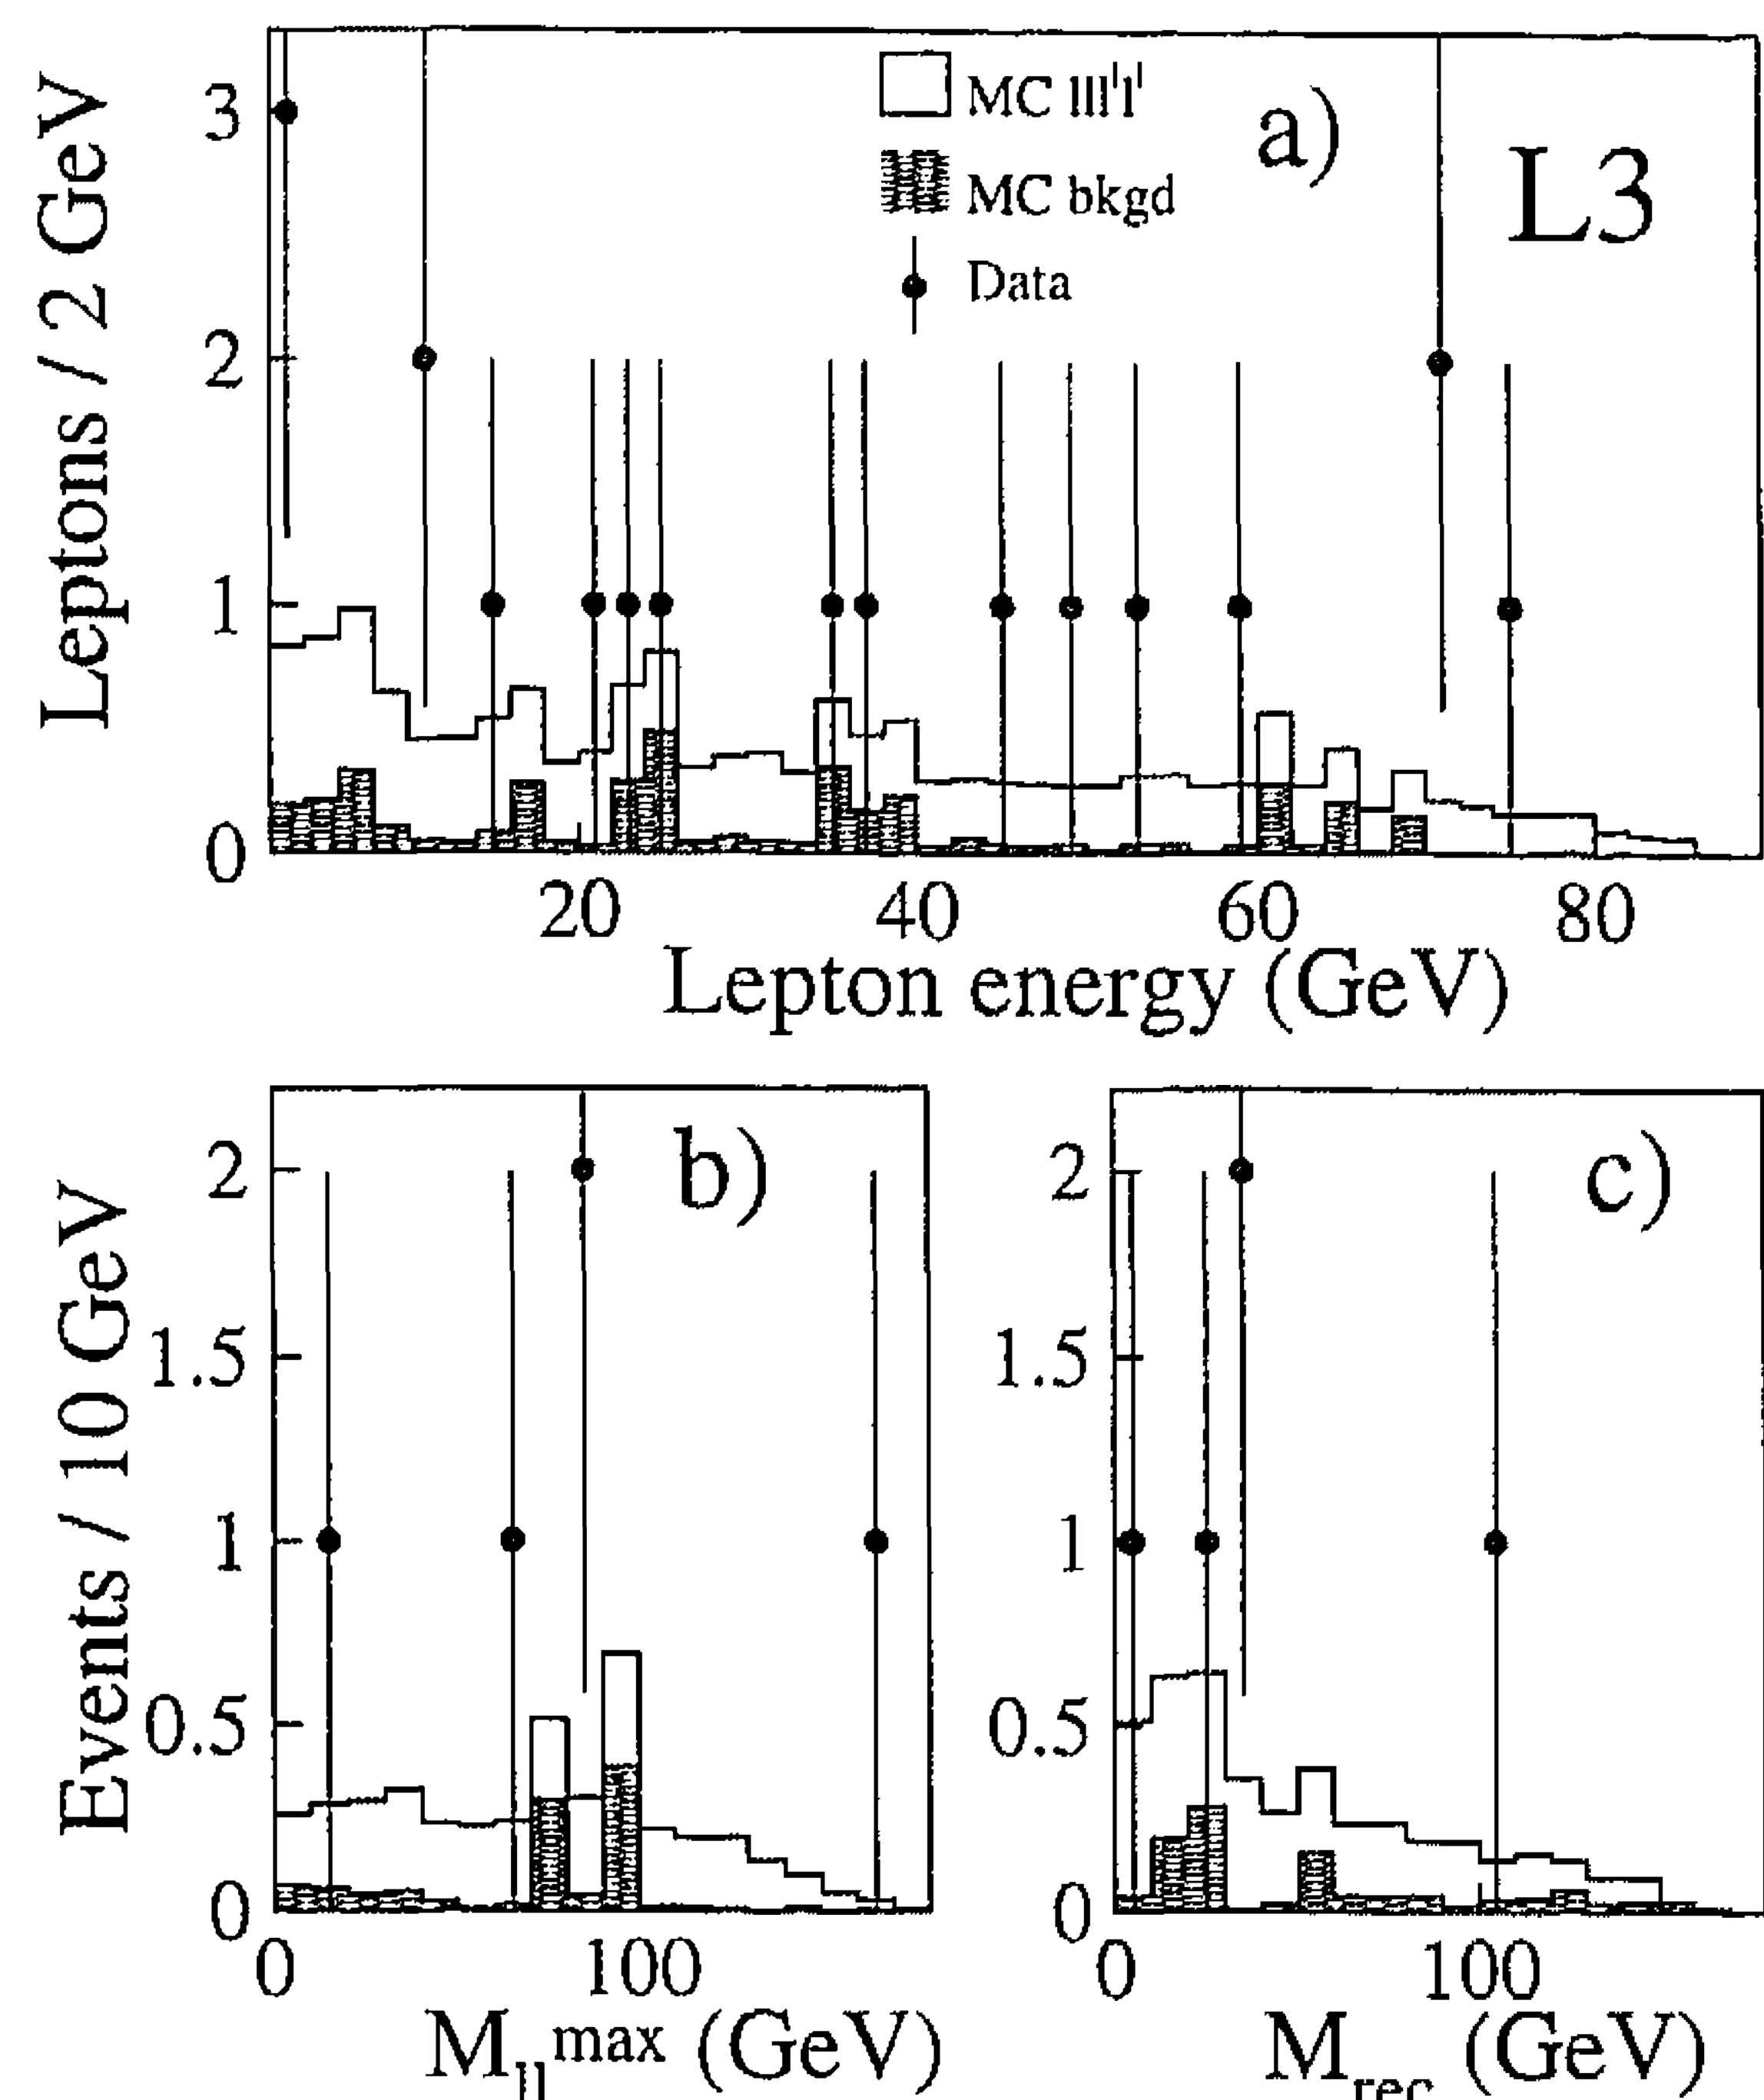 MC lll'l'
MC bkgd
Data
a)
L3
Leptons / 2 GeV
3
2
1
0
20 40 60 80
Lepton energy (GeV)
b)
Events / 10 GeV
2
1.5
1
0.5
0
0 100
M_ll^max (GeV)
c)
2
1.5
1
0.5
0
0 100
M_rec (GeV)